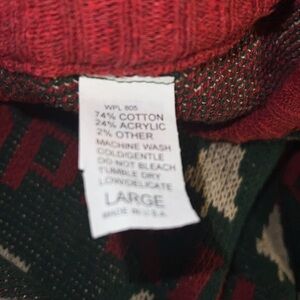 WPL 805
74% COTTON
24% ACRYLIC
2% OTHER
MACHINE WASH
COLD/GENTLE
DO NOT BLEACH
TUMBLE DRY
LOW/DELICATE
LARGE
MADE IN U.S.A.